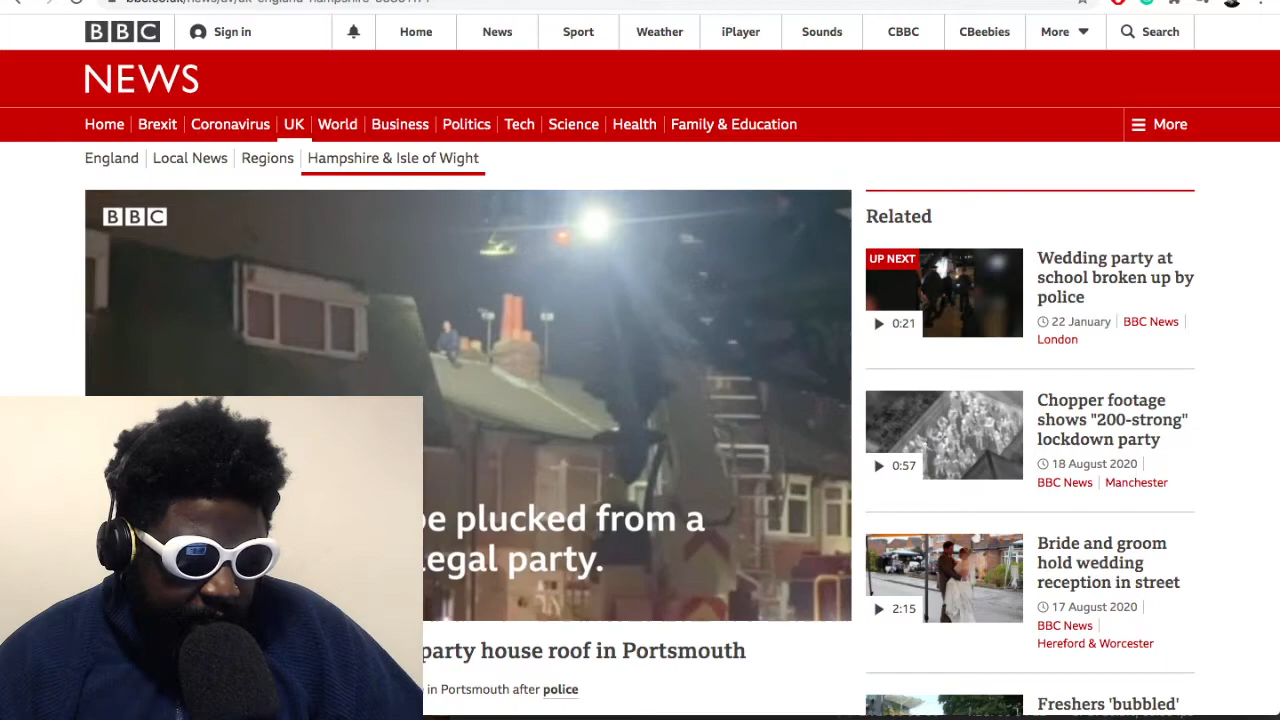 BBC
Sign in
Home
News
Sport
Weather
iPlayer
Sounds
CBBC
CBeebies
More
Search
NEWS
Home
Brexit
Coronavirus
UK
World
Business
Politics
Tech
Science
Health
Family & Education
More
England
Local News
Regions
Hampshire & Isle of Wight
BBC
be plucked from a
legal party.
party house roof in Portsmouth
in Portsmouth after police
Related
UP NEXT
0:21
Wedding party at
school broken up by
police
22 January
BBC News
London
0:57
Chopper footage
shows "200-strong"
lockdown party
18 August 2020
BBC News
Manchester
2:15
Bride and groom
hold wedding
reception in street
17 August 2020
BBC News
Hereford & Worcester
Freshers 'bubbled'